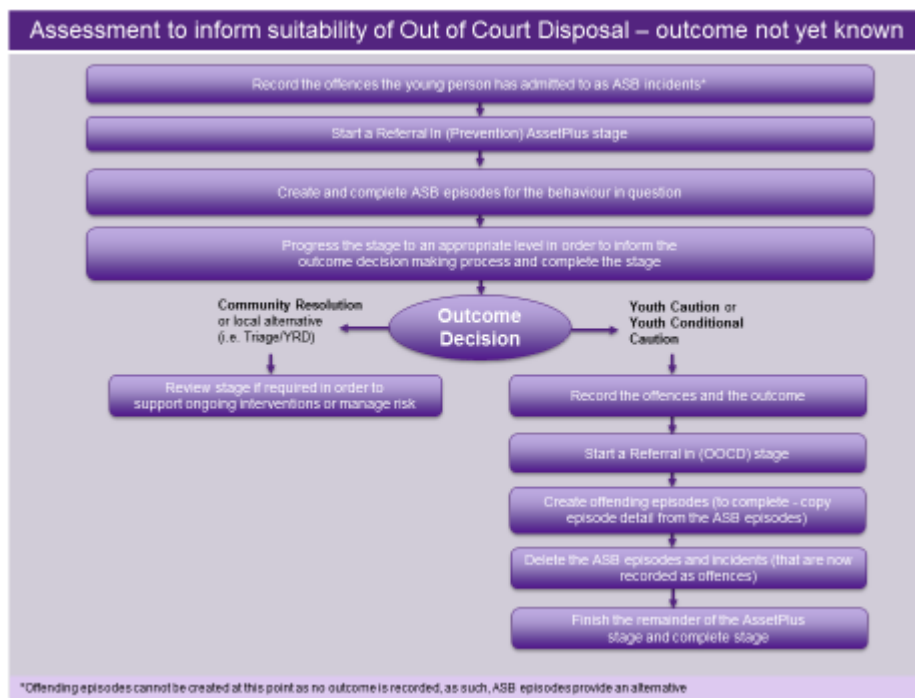 Assessment to inform suitability of Out of Court Disposal – outcome not yet known
Record the offences the young person has admitted to as ASB incidents*
Start a Referral In (Prevention) AssetPlus stage
Create and complete ASB episodes for the behaviour in question
Progress the stage to an appropriate level in order to inform the
outcome decision making process and complete the stage
Community Resolution
or local alternative
(i.e. Triage/YRD)
Outcome
Decision
Youth Caution or
Youth Conditional
Caution
Review stage if required in order to
support ongoing interventions or manage risk
Record the offences and the outcome
Start a Referral in (OOCD) stage
Create offending episodes (to complete - copy
episode detail from the ASB episodes)
Delete the ASB episodes and incidents (that are now
recorded as offences)
Finish the remainder of the AssetPlus
stage and complete stage
*Offending episodes cannot be created at this point as no outcome is recorded, as such, ASB episodes provide an alternative